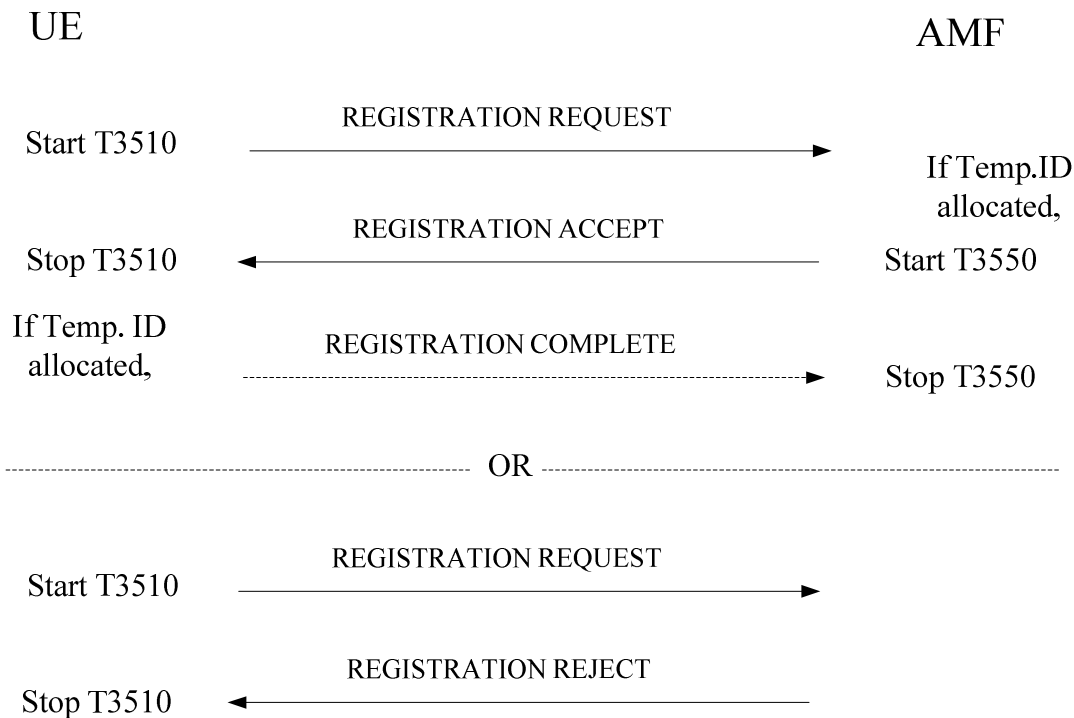 UE
AMF
REGISTRATION REQUEST
Start T3510
If Temp.ID
allocated,
REGISTRATION ACCEPT
Stop T3510
Start T3550
If Temp. ID
allocated,
REGISTRATION COMPLETE
Stop T3550
OR
REGISTRATION REQUEST
Start T3510
REGISTRATION REJECT
Stop T3510